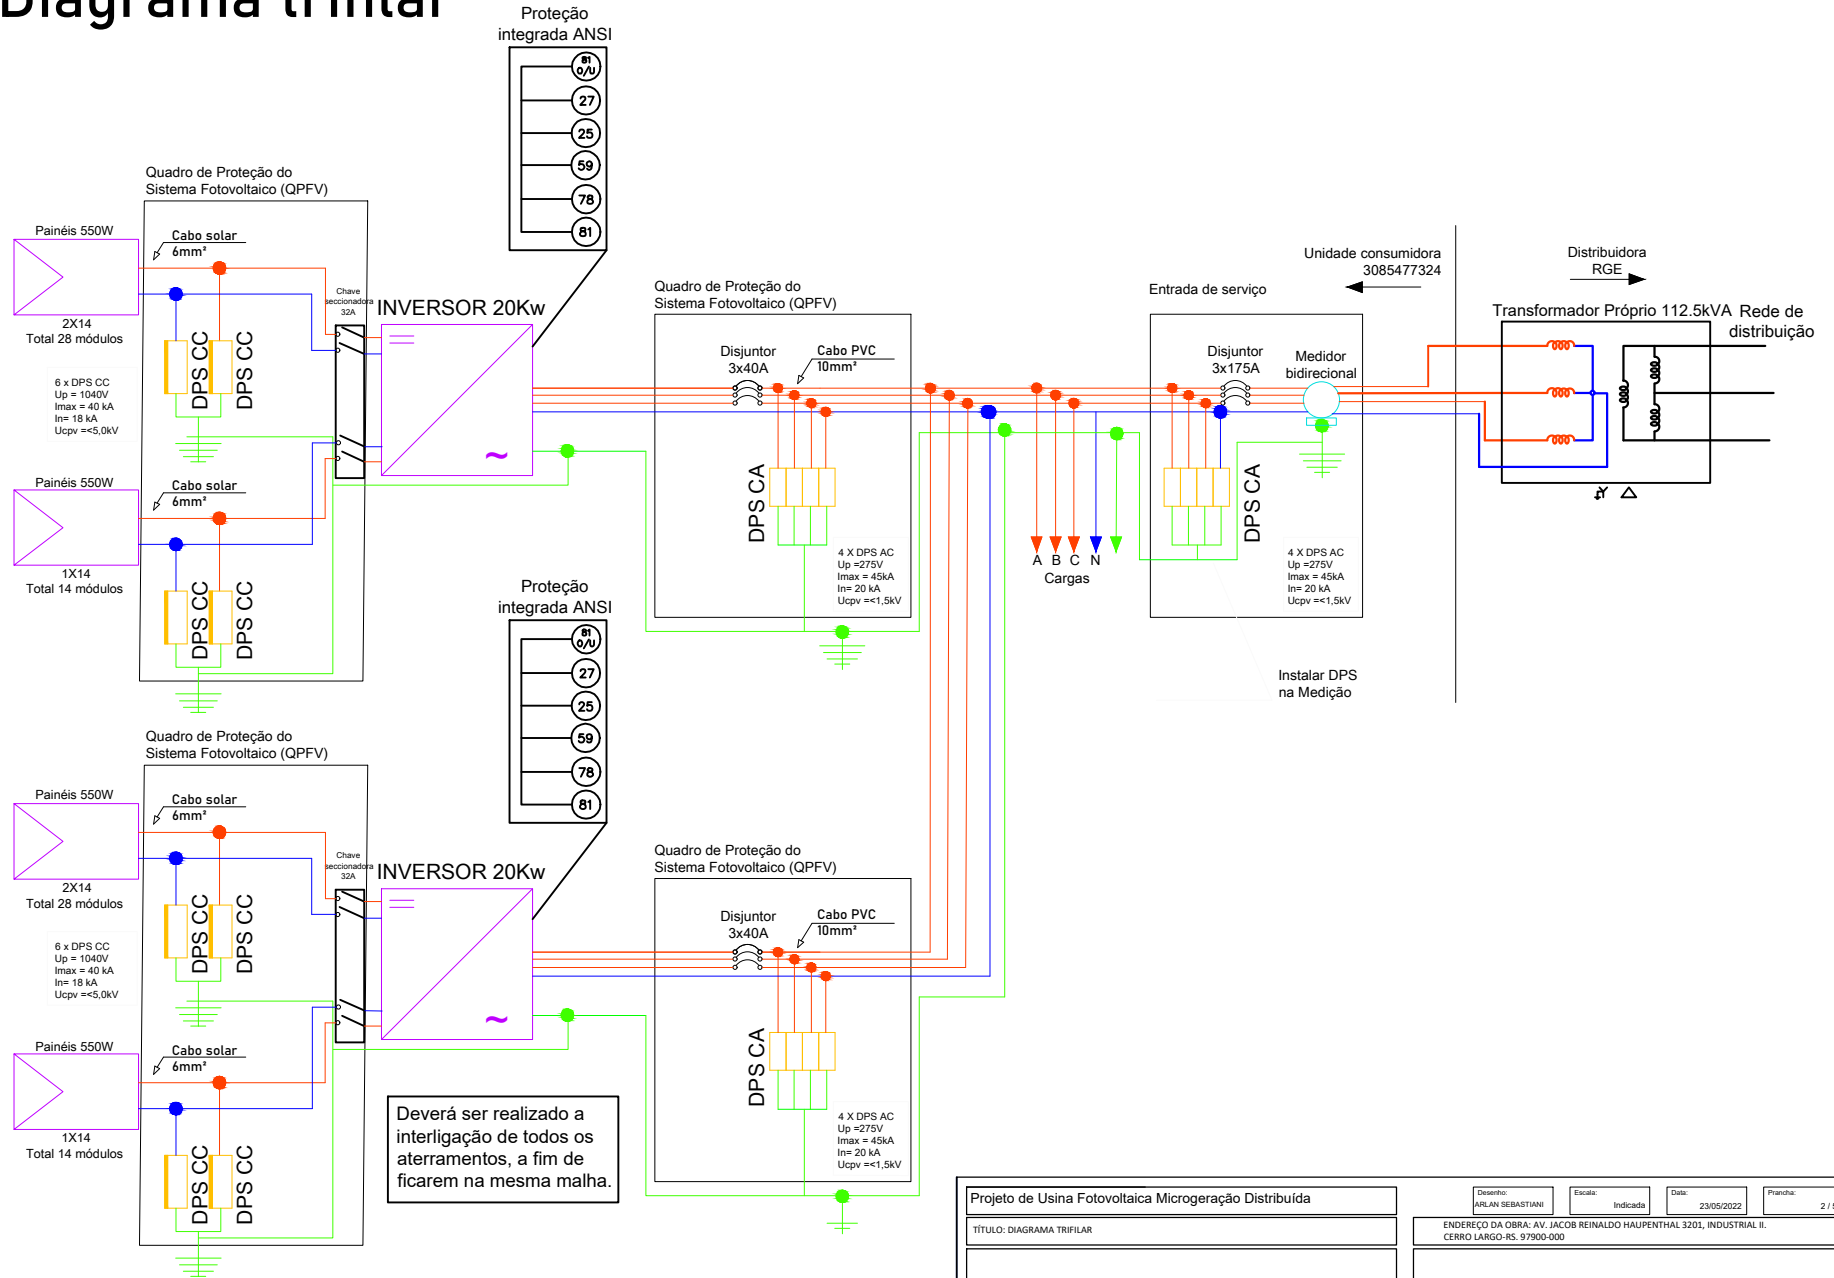 Diagrama trifilar
Proteção
integrada ANSI
81
O/U
27
25
59
78
81
Quadro de Proteção do
Sistema Fotovoltaico (QPFV)
Painéis 550W
Cabo solar
6mm²
2X14
Total 28 módulos
DPS CC
DPS CC
6 x DPS CC
Up = 1040V
Imax = 40 kA
In= 18 kA
Ucpv =<5,0kV
Chave
seccionadora
32A
INVERSOR 20Kw
~
Painéis 550W
Cabo solar
6mm²
1X14
Total 14 módulos
DPS CC
DPS CC
Quadro de Proteção do
Sistema Fotovoltaico (QPFV)
Disjuntor
3x40A
Cabo PVC
10mm²
DPS CA
4 X DPS AC
Up =275V
Imax = 45kA
In= 20 kA
Ucpv =<1,5kV
A B C N
Cargas
Entrada de serviço
Disjuntor
3x175A
Medidor
bidirecional
DPS CA
4 X DPS AC
Up =275V
Imax = 45kA
In= 20 kA
Ucpv =<1,5kV
Instalar DPS
na Medição
Unidade consumidora
3085477324
Distribuidora
RGE
Transformador Próprio 112.5kVA
Rede de
distribuição
Proteção
integrada ANSI
81
O/U
27
25
59
78
81
Quadro de Proteção do
Sistema Fotovoltaico (QPFV)
Painéis 550W
Cabo solar
6mm²
2X14
Total 28 módulos
DPS CC
DPS CC
6 x DPS CC
Up = 1040V
Imax = 40 kA
In= 18 kA
Ucpv =<5,0kV
Chave
seccionadora
32A
INVERSOR 20Kw
~
Painéis 550W
Cabo solar
6mm²
1X14
Total 14 módulos
DPS CC
DPS CC
Quadro de Proteção do
Sistema Fotovoltaico (QPFV)
Disjuntor
3x40A
Cabo PVC
10mm²
DPS CA
4 X DPS AC
Up =275V
Imax = 45kA
In= 20 kA
Ucpv =<1,5kV
Deverá ser realizado a
interligação de todos os
aterramentos, a fim de
ficarem na mesma malha.
Projeto de Usina Fotovoltaica Microgeração Distribuída
Desenho:
ARLAN SEBASTIANI
Escala:
Indicada
Data:
23/05/2022
Prancha:
2 /
TÍTULO: DIAGRAMA TRIFILAR
ENDEREÇO DA OBRA: AV. JACOB REINALDO HAUPENTHAL 3201, INDUSTRIAL II.
CERRO LARGO-RS. 97900-000